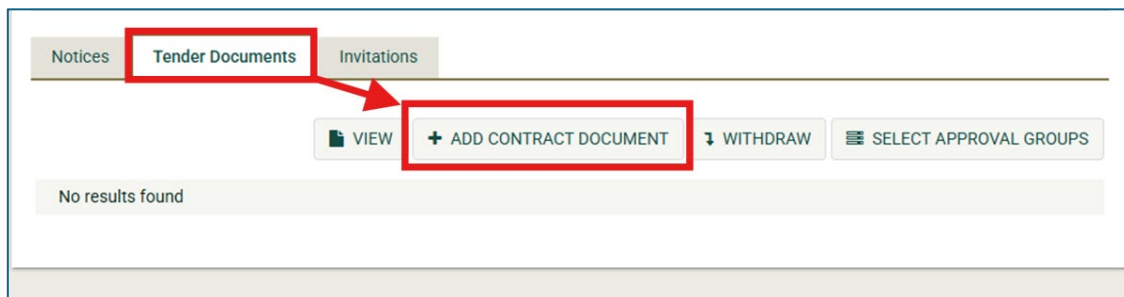 Notices Tender Documents Invitations
VIEW + ADD CONTRACT DOCUMENT WITHDRAW SELECT APPROVAL GROUPS
No results found